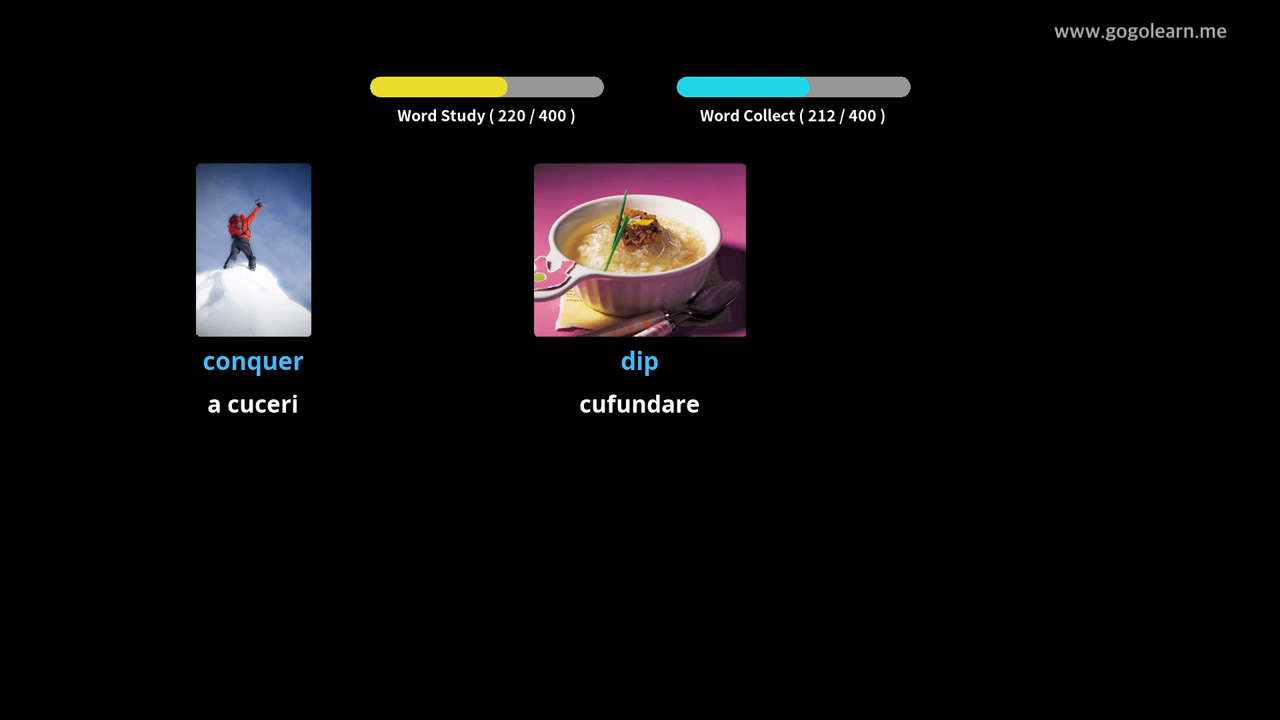 www.gogolearn.me
Word Study ( 220 / 400 )
Word Collect ( 212 / 400 )
conquer
a cuceri
dip
cufundare